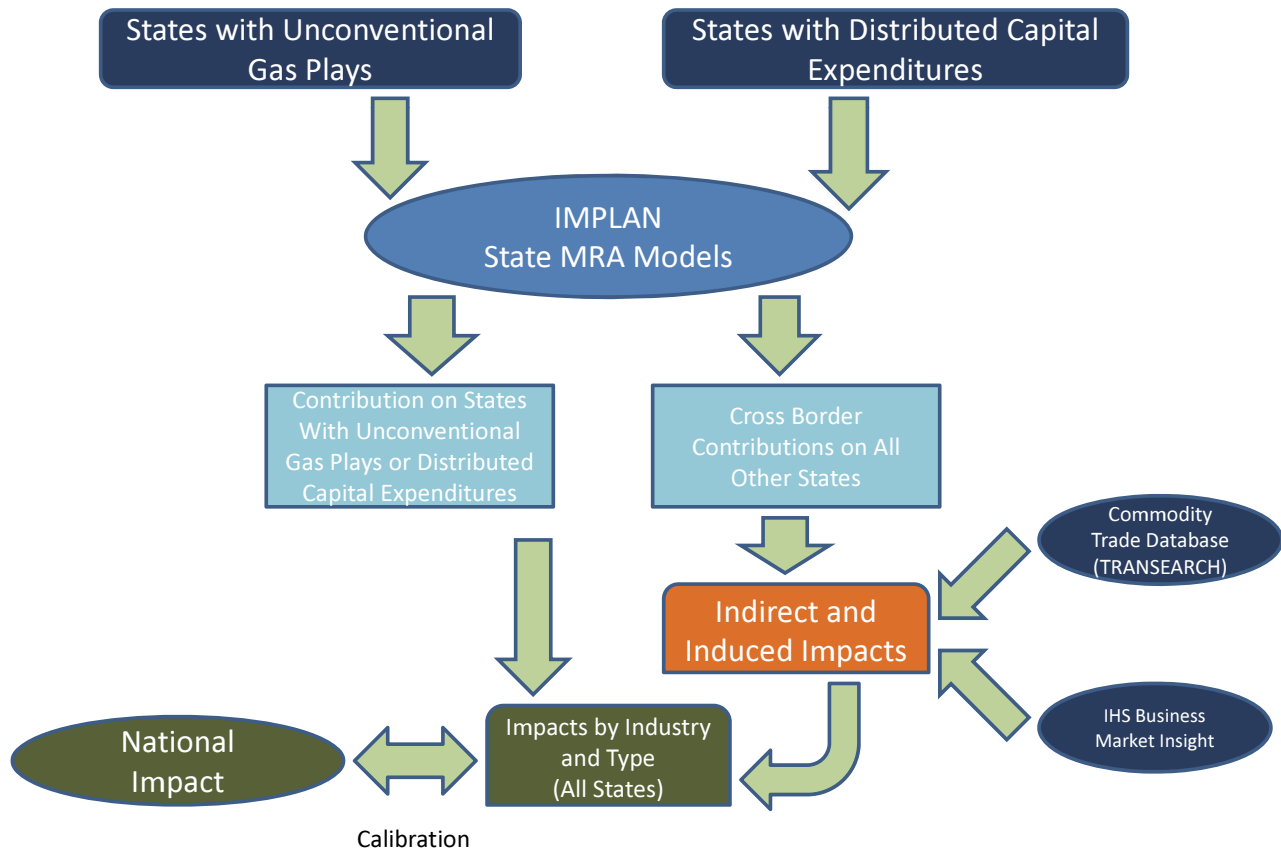 States with Unconventional
Gas Plays
States with Distributed Capital
Expenditures
IMPLAN
State MRA Models
Contribution on States
With Unconventional
Gas Plays or Distributed
Capital Expenditures
Cross Border
Contributions on All
Other States
Commodity
Trade Database
(TRANSEARCH)
Indirect and
Induced Impacts
IHS Business
Market Insight
Impacts by Industry
and Type
(All States)
National
Impact
Calibration